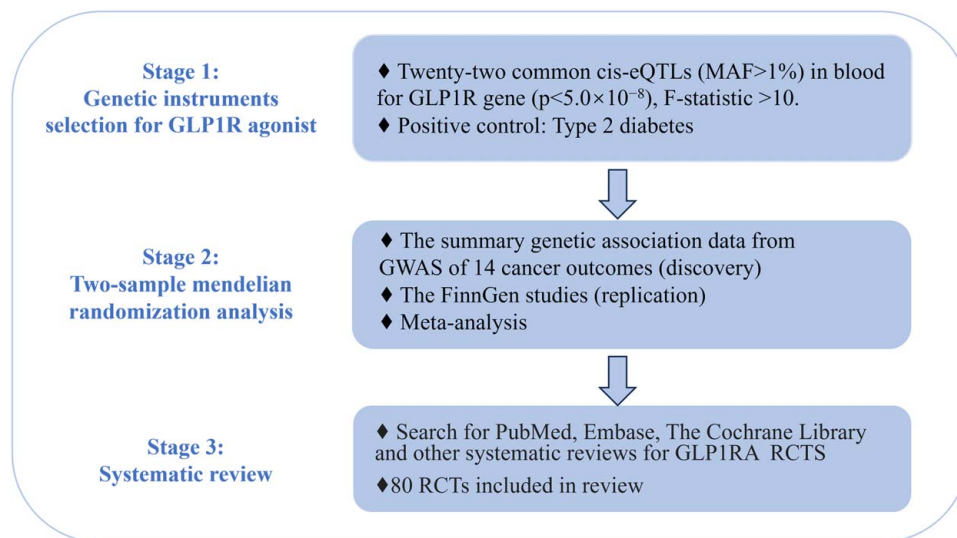 Stage 1:
Genetic instruments
selection for GLP1R agonist
♦ Twenty-two common cis-eQTLs (MAF>1%) in blood
for GLP1R gene (p<5.0×10⁻⁸), F-statistic >10.
♦ Positive control: Type 2 diabetes
Stage 2:
Two-sample mendelian
randomization analysis
♦ The summary genetic association data from
GWAS of 14 cancer outcomes (discovery)
♦ The FinnGen studies (replication)
♦ Meta-analysis
Stage 3:
Systematic review
♦ Search for PubMed, Embase, The Cochrane Library
and other systematic reviews for GLP1RA RCTS
♦80 RCTs included in review